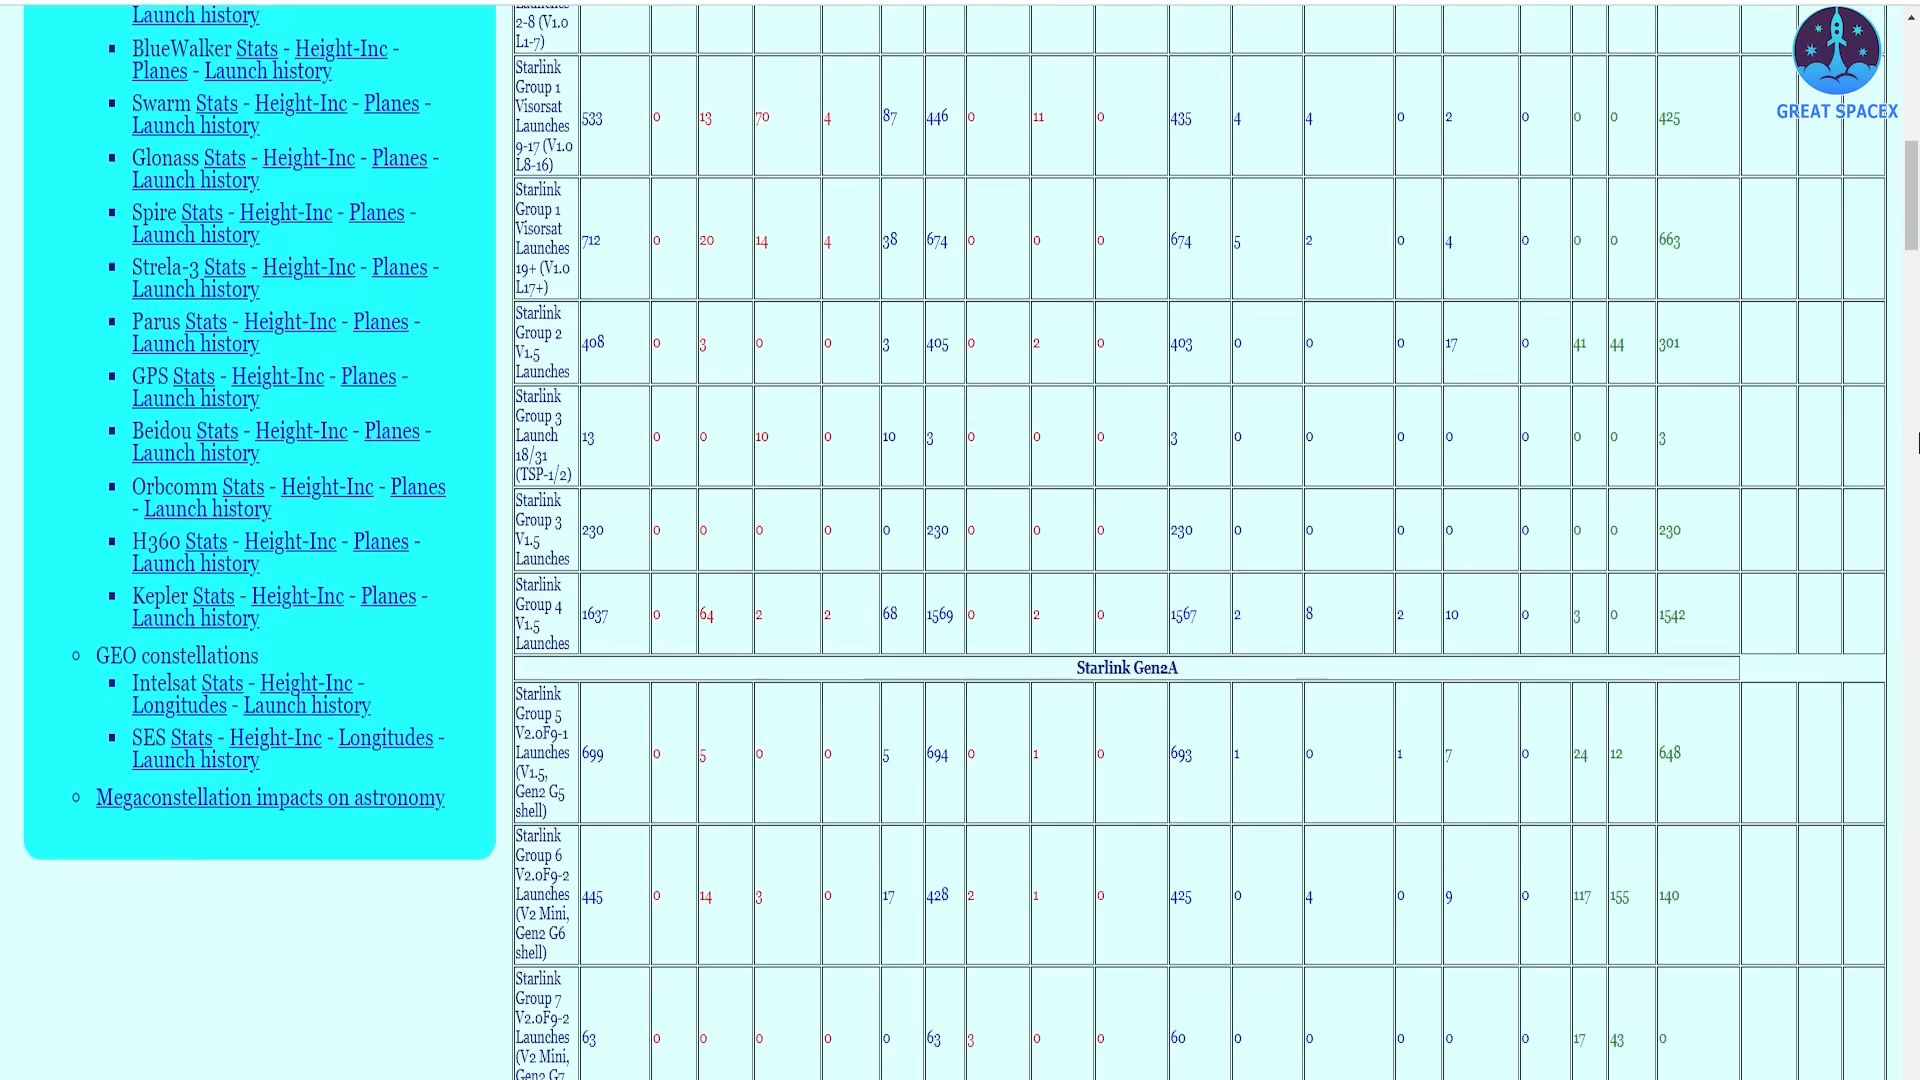 Launch history
BlueWalker Stats - Height-Inc -
Planes - Launch history
Swarm Stats - Height-Inc - Planes -
Launch history
Glonass Stats - Height-Inc - Planes -
Launch history
Spire Stats - Height-Inc - Planes -
Launch history
Strela-3 Stats - Height-Inc - Planes -
Launch history
Parus Stats - Height-Inc - Planes -
Launch history
GPS Stats - Height-Inc - Planes -
Launch history
Beidou Stats - Height-Inc - Planes -
Launch history
Orbcomm Stats - Height-Inc - Planes
- Launch history
H360 Stats - Height-Inc - Planes -
Launch history
Kepler Stats - Height-Inc - Planes -
Launch history
GEO constellations
Intelsat Stats - Height-Inc -
Longitudes - Launch history
SES Stats - Height-Inc - Longitudes -
Launch history
Megaconstellation impacts on astronomy
Launches
2-8 (V1.0
L1-7)
Starlink
Group 1
Visorsat
Launches
9-17 (V1.0
L8-16)
533 0 13 70 4 87 446 0 11 0 435 4 4 0 2 0 0 0 425
Starlink
Group 1
Visorsat
Launches
19+ (V1.0
L17+)
712 0 20 14 4 38 674 0 0 0 674 5 2 0 4 0 0 0 663
Starlink
Group 2
V1.5
Launches
408 0 3 0 0 3 405 0 2 0 403 0 0 0 17 0 41 44 301
Starlink
Group 3
Launch
18/31
(TSP-1/2)
13 0 0 10 0 10 3 0 0 0 3 0 0 0 0 0 0 0 3
Starlink
Group 3
V1.5
Launches
230 0 0 0 0 0 230 0 0 0 230 0 0 0 0 0 0 0 230
Starlink
Group 4
V1.5
Launches
1637 0 64 2 2 68 1569 0 2 0 1567 2 8 2 10 0 3 0 1542
Starlink Gen2A
Starlink
Group 5
V2.0F9-1
Launches
(V1.5,
Gen2 G5
shell)
699 0 5 0 0 5 694 0 1 0 693 1 0 1 7 0 24 12 648
Starlink
Group 6
V2.0F9-2
Launches
(V2 Mini,
Gen2 G6
shell)
445 0 14 3 0 17 428 2 1 0 425 0 4 0 9 0 117 155 140
Starlink
Group 7
V2.0F9-2
Launches
(V2 Mini,
Gen2 G7
63 0 0 0 0 0 63 3 0 0 60 0 0 0 0 0 17 43 0
GREAT SPACEX